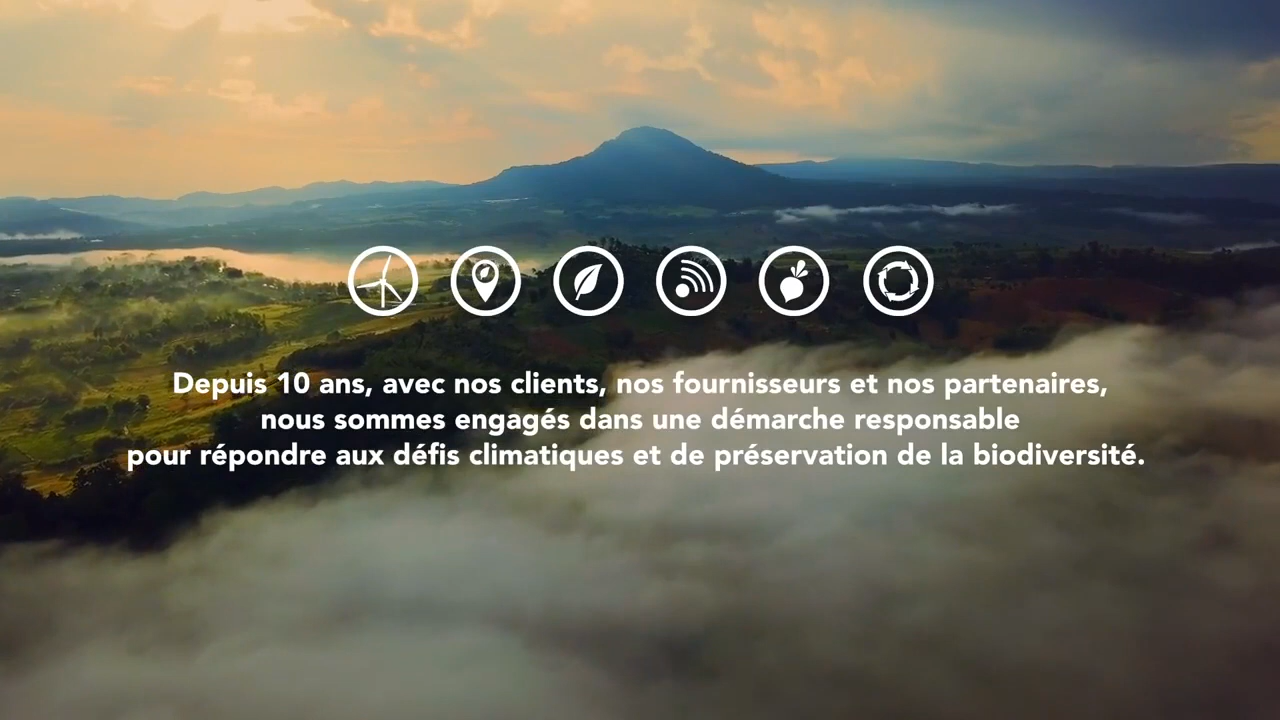 Depuis 10 ans, avec nos clients, nos fournisseurs et nos partenaires,
nous sommes engagés dans une démarche responsable
pour répondre aux défis climatiques et de préservation de la biodiversité.